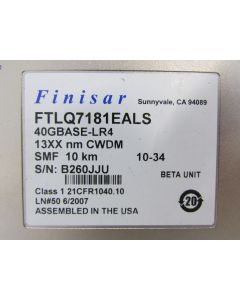 Finisar Sunnyvale, CA 94089
FTLQ7181EALS
40GBASE-LR4
13XX nm CWDM
SMF 10 km 10-34
S/N: B260JJU
BETA UNIT
Class 1 21CFR1040.10
LN#50 6/2007
ASSEMBLED IN THE USA
20